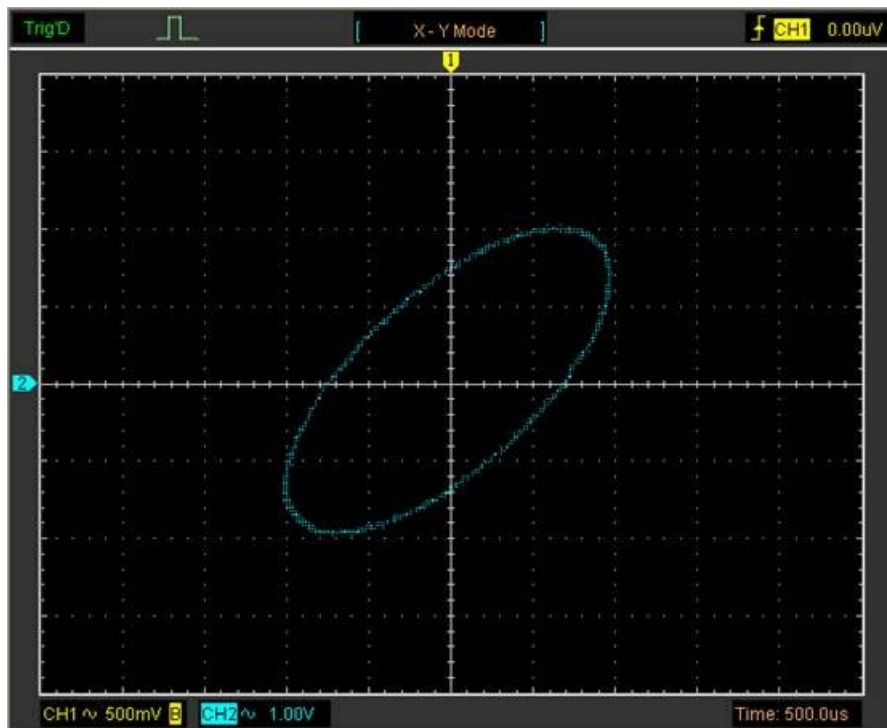 Trig'D [ X - Y Mode ] CH1 0.00uV
1
2
CH1 ∿ 500mV B CH2 ∿ 1.00V Time: 500.0us